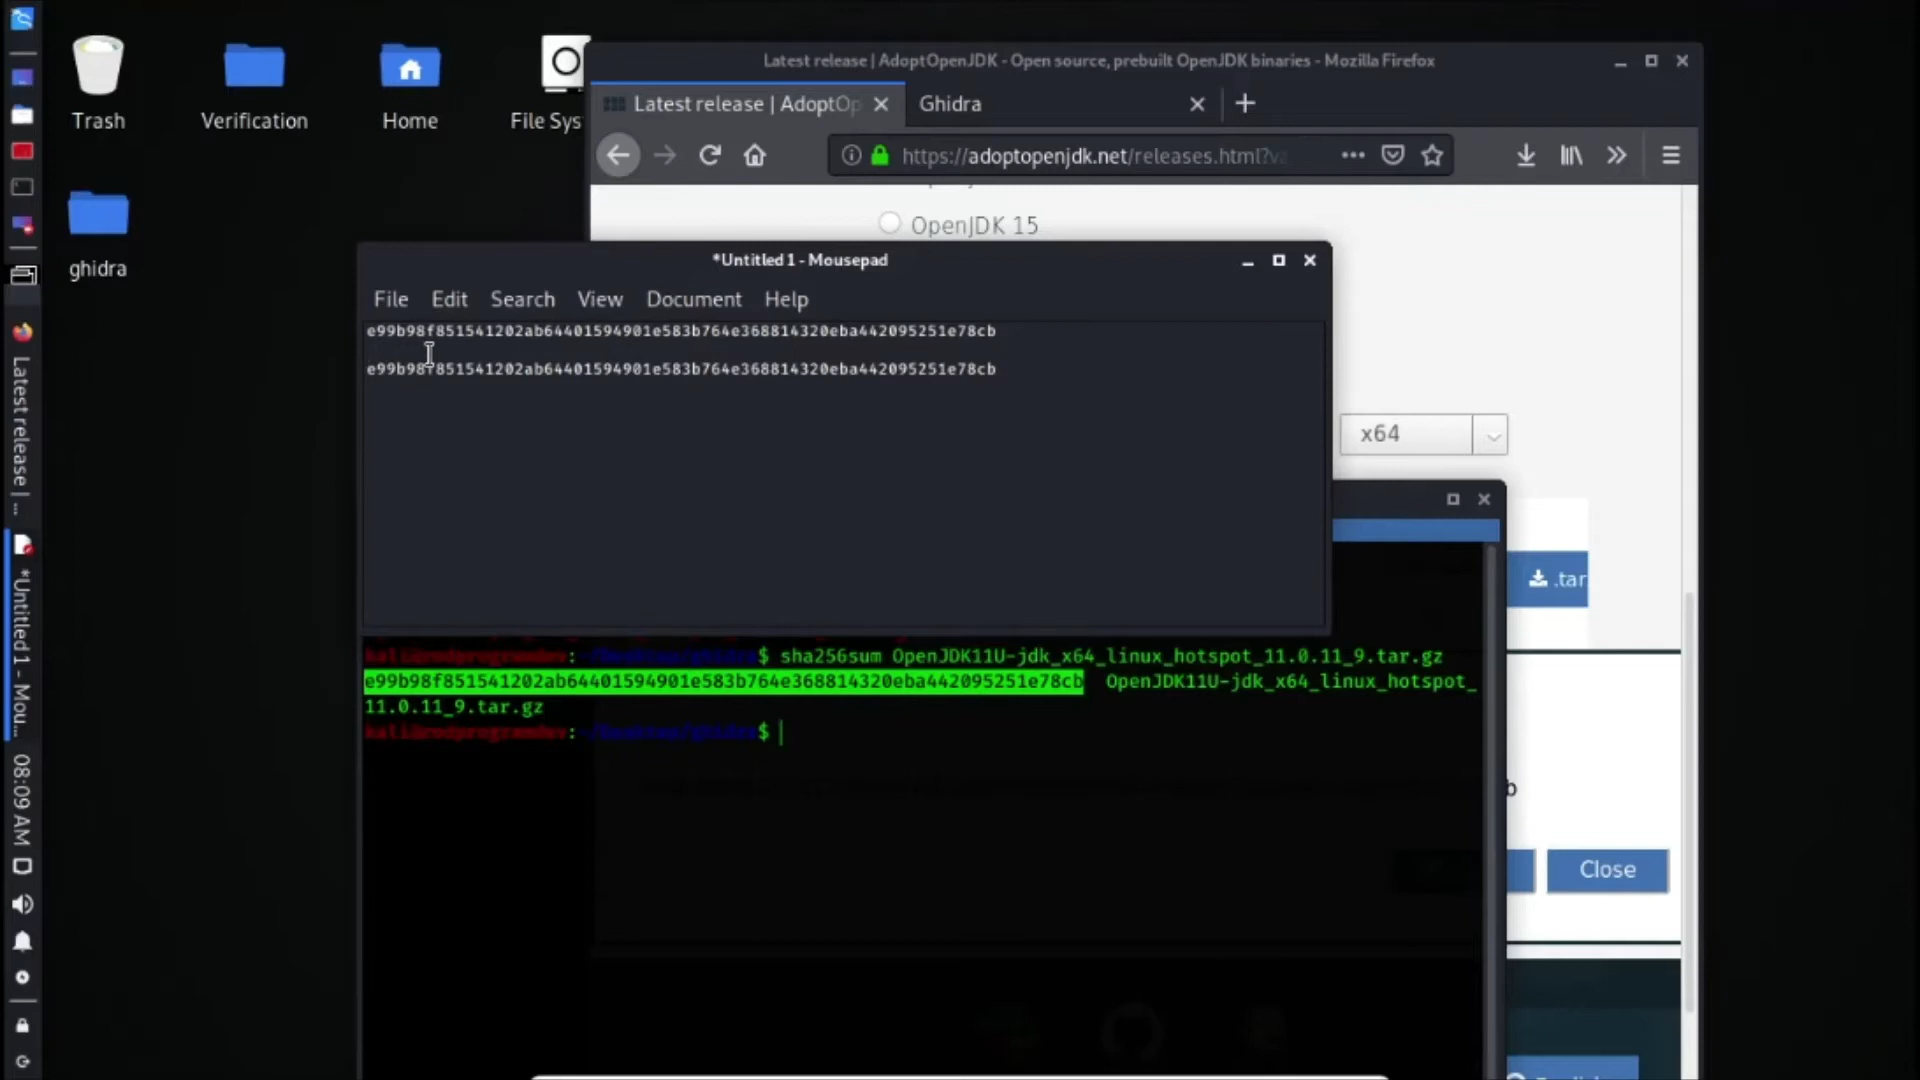 Trash
Verification
Home
File Sys
ghidra
Latest release | AdoptOpenJDK - Open source, prebuilt OpenJDK binaries - Mozilla Firefox
Latest release | AdoptOp
Ghidra
https://adoptopenjdk.net/releases.html?va
OpenJDK 15
*Untitled 1 - Mousepad
File Edit Search View Document Help
e99b98f851541202ab64401594901e583b764e368814320eba442095251e78cb
e99b98f851541202ab64401594901e583b764e368814320eba442095251e78cb
x64
.tar
$ sha256sum OpenJDK11U-jdk_x64_linux_hotspot_11.0.11_9.tar.gz
e99b98f851541202ab64401594901e583b764e368814320eba442095251e78cb OpenJDK11U-jdk_x64_linux_hotspot_
11.0.11_9.tar.gz
$
b
Close
Latest release | ...
*Untitled 1 - Mou...
08:09 AM